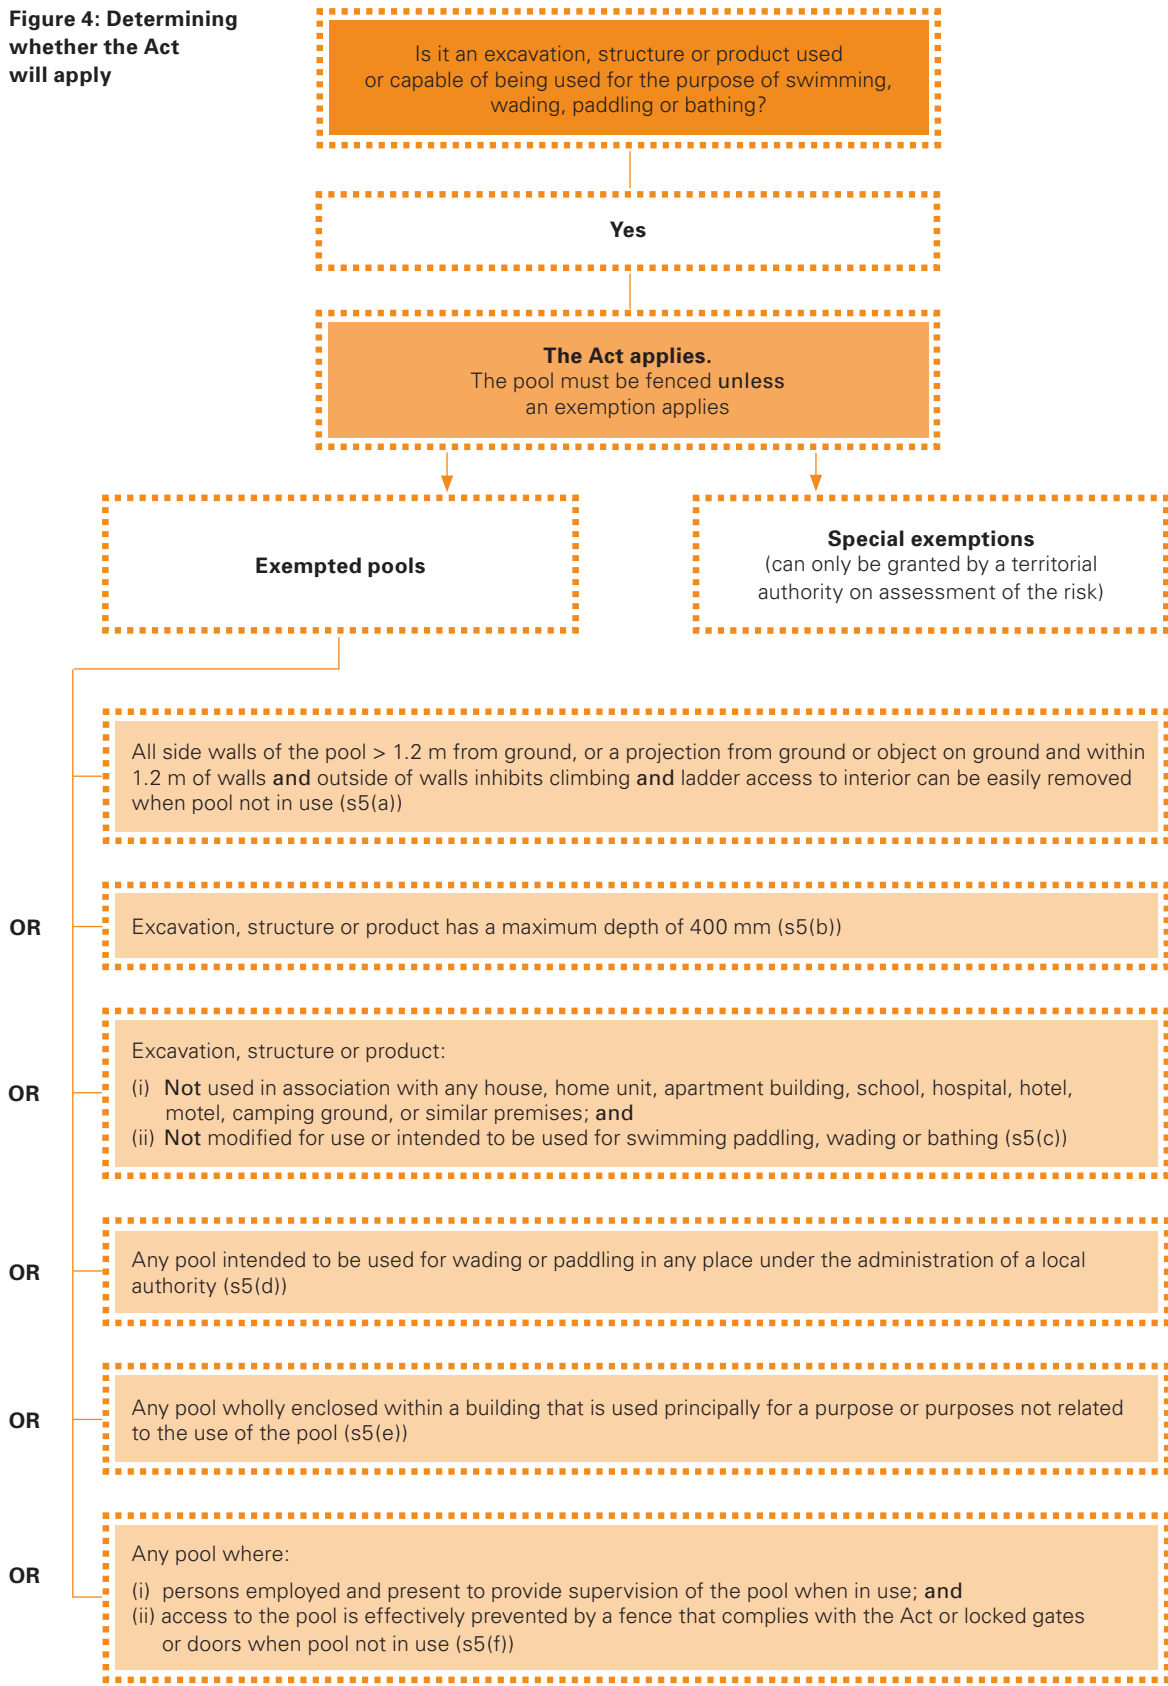 Figure 4: Determining
whether the Act
will apply
Is it an excavation, structure or product used
or capable of being used for the purpose of swimming,
wading, paddling or bathing?
Yes
The Act applies.
The pool must be fenced unless
an exemption applies
Exempted pools
Special exemptions
(can only be granted by a territorial
authority on assessment of the risk)
All side walls of the pool > 1.2 m from ground, or a projection from ground or object on ground and within
1.2 m of walls and outside of walls inhibits climbing and ladder access to interior can be easily removed
when pool not in use (s5(a))
OR
Excavation, structure or product has a maximum depth of 400 mm (s5(b))
OR
Excavation, structure or product:
(i) Not used in association with any house, home unit, apartment building, school, hospital, hotel,
motel, camping ground, or similar premises; and
(ii) Not modified for use or intended to be used for swimming paddling, wading or bathing (s5(c))
OR
Any pool intended to be used for wading or paddling in any place under the administration of a local
authority (s5(d))
OR
Any pool wholly enclosed within a building that is used principally for a purpose or purposes not related
to the use of the pool (s5(e))
OR
Any pool where:
(i) persons employed and present to provide supervision of the pool when in use; and
(ii) access to the pool is effectively prevented by a fence that complies with the Act or locked gates
or doors when pool not in use (s5(f))